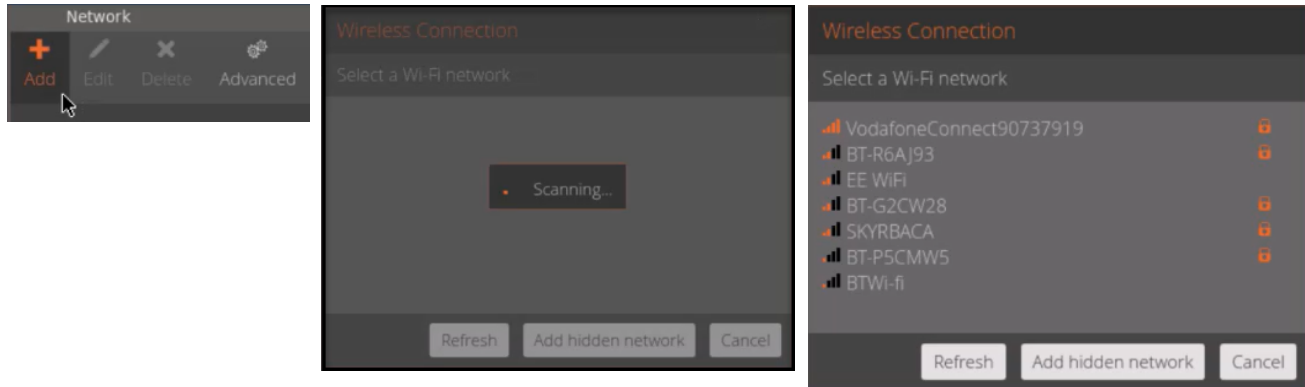 Network
Add Edit Delete Advanced
Wireless Connection
Select a Wi-Fi network
Scanning...
Refresh Add hidden network Cancel
Wireless Connection
Select a Wi-Fi network
VodafoneConnect90737919
BT-R6AJ93
EE WiFi
BT-G2CW28
SKYRBACA
BT-P5CMW5
BTWi-fi
Refresh Add hidden network Cancel